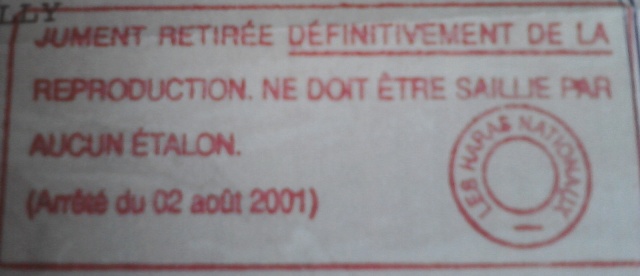 LLY
JUMENT RETIRÉE DÉFINITIVEMENT DE LA
REPRODUCTION. NE DOIT ÊTRE SAILLIE PAR
AUCUN ÉTALON.
(Arrêté du 02 août 2001)
LES HARAS NATIONAUX